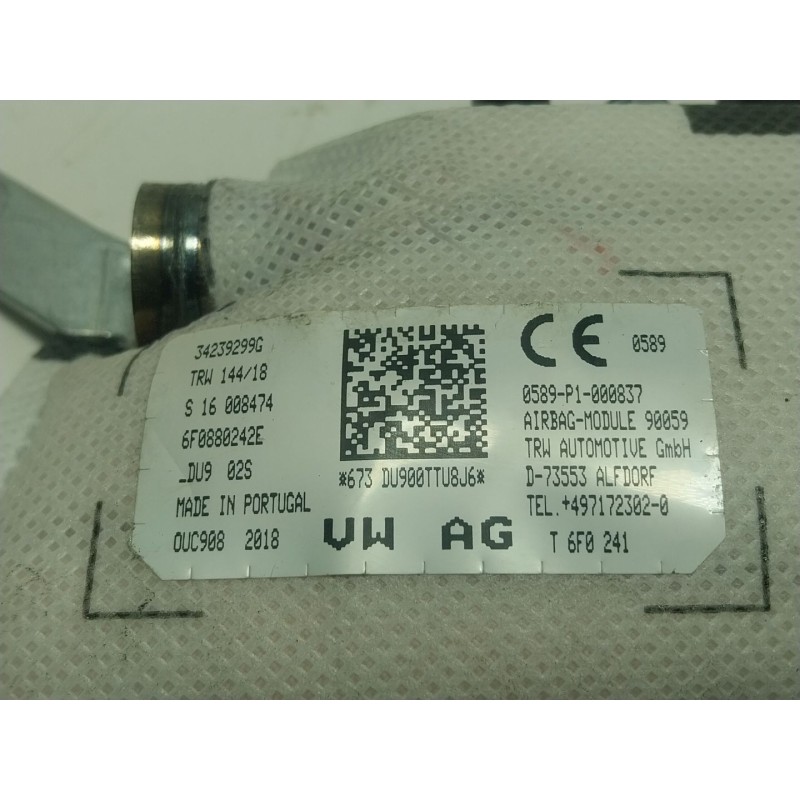 34239299G
TRW 144/18
S 16 008474
6F0880242E
_DU9 02S
MADE IN PORTUGAL
OUC908 2018
*673 DU900TTU8J6*
VW AG
CE 0589
0589-P1-000837
AIRBAG-MODULE 90059
TRW AUTOMOTIVE GmbH
D-73553 ALFDORF
TEL.+497172302-0
T 6F0 241